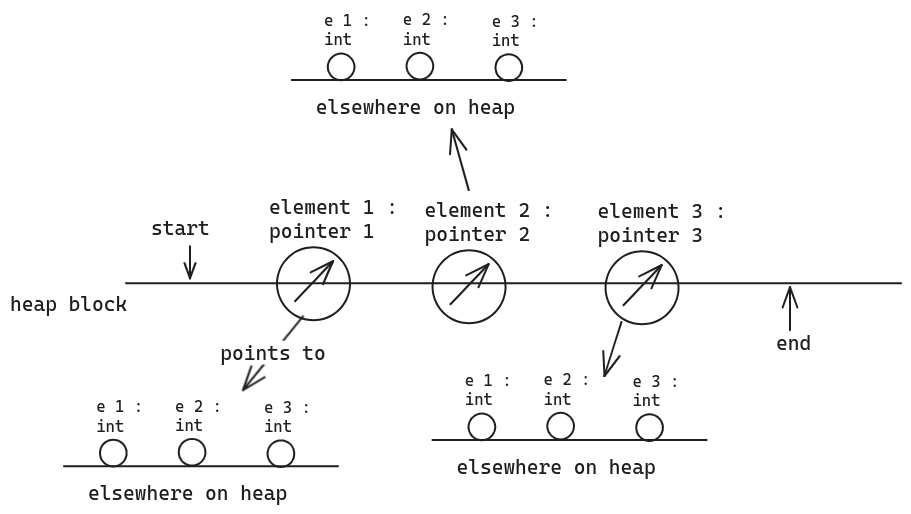 e 1 : e 2 : e 3 :
int int int
elsewhere on heap
element 1 : element 2 : element 3 :
pointer 1 pointer 2 pointer 3
start
heap block
end
points to
e 1 : e 2 : e 3 :
int int int
elsewhere on heap
e 1 : e 2 : e 3 :
int int int
elsewhere on heap